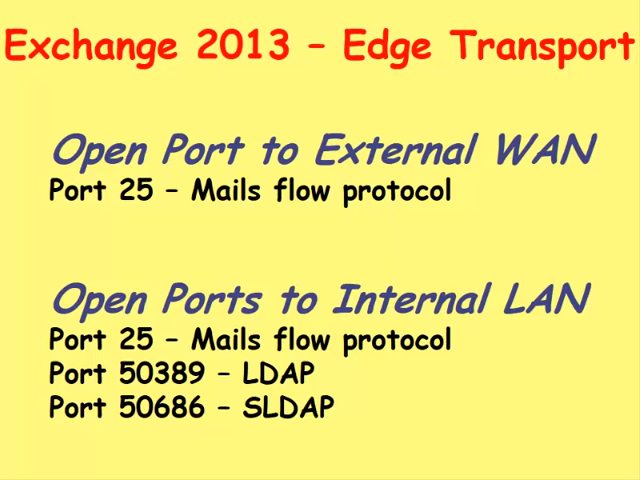 Exchange 2013 – Edge Transport
Open Port to External WAN
Port 25 – Mails flow protocol
Open Ports to Internal LAN
Port 25 – Mails flow protocol
Port 50389 – LDAP
Port 50686 – SLDAP